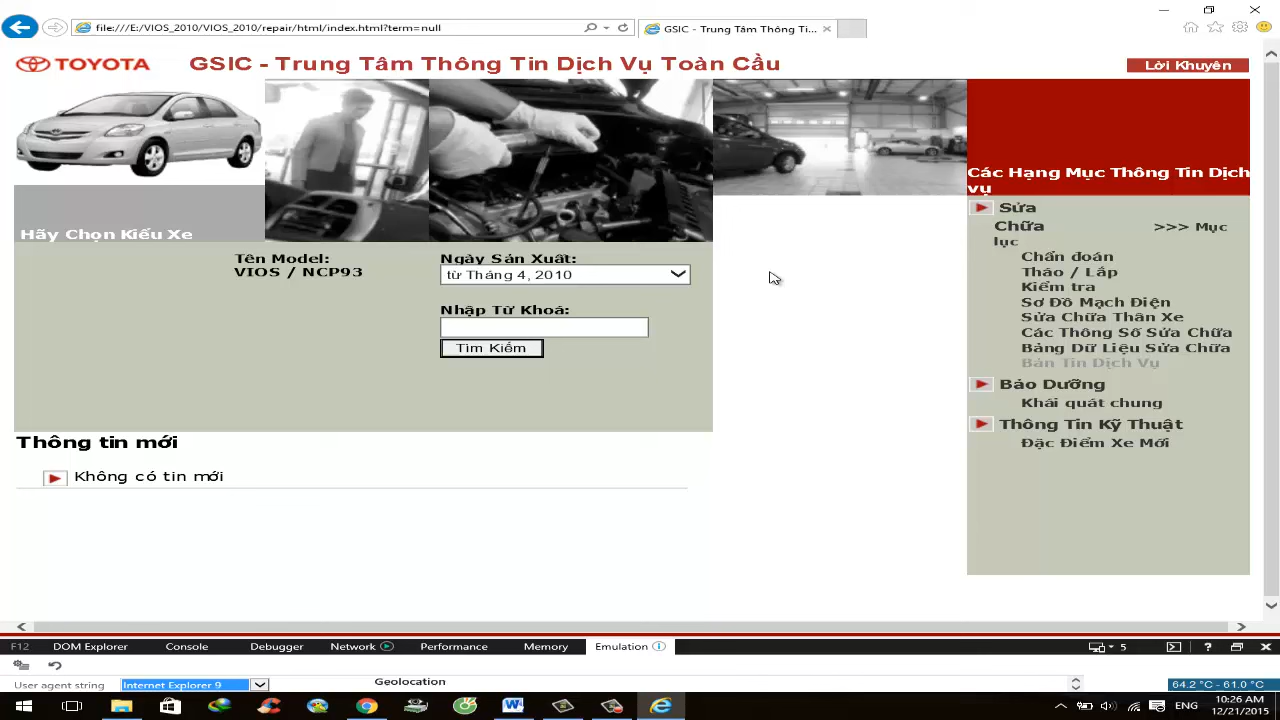 file:///E:/VIOS_2010/VIOS_2010/repair/html/index.html?term=null
GSIC - Trung Tâm Thông Ti...
TOYOTA
GSIC - Trung Tâm Thông Tin Dịch Vụ Toàn Cầu
Lời Khuyên
Các Hạng Mục Thông Tin Dịch
vụ
Hãy Chọn Kiểu Xe
Tên Model:
VIOS / NCP93
Ngày Sản Xuất:
từ Tháng 4, 2010
Nhập Từ Khoá:
Tìm Kiếm
Sửa
Chữa >>> Mục
lục
Chẩn đoán
Tháo / Lắp
Kiểm tra
Sơ Đồ Mạch Điện
Sửa Chữa Thân Xe
Các Thông Số Sửa Chữa
Bảng Dữ Liệu Sửa Chữa
Bản Tin Dịch Vụ
Bảo Dưỡng
Khái quát chung
Thông Tin Kỹ Thuật
Đặc Điểm Xe Mới
Thông tin mới
Không có tin mới
F12 DOM Explorer Console Debugger Network Performance Memory Emulation 5
User agent string Internet Explorer 9 Geolocation
64.2 °C - 61.0 °C
ENG 10:26 AM
12/21/2015